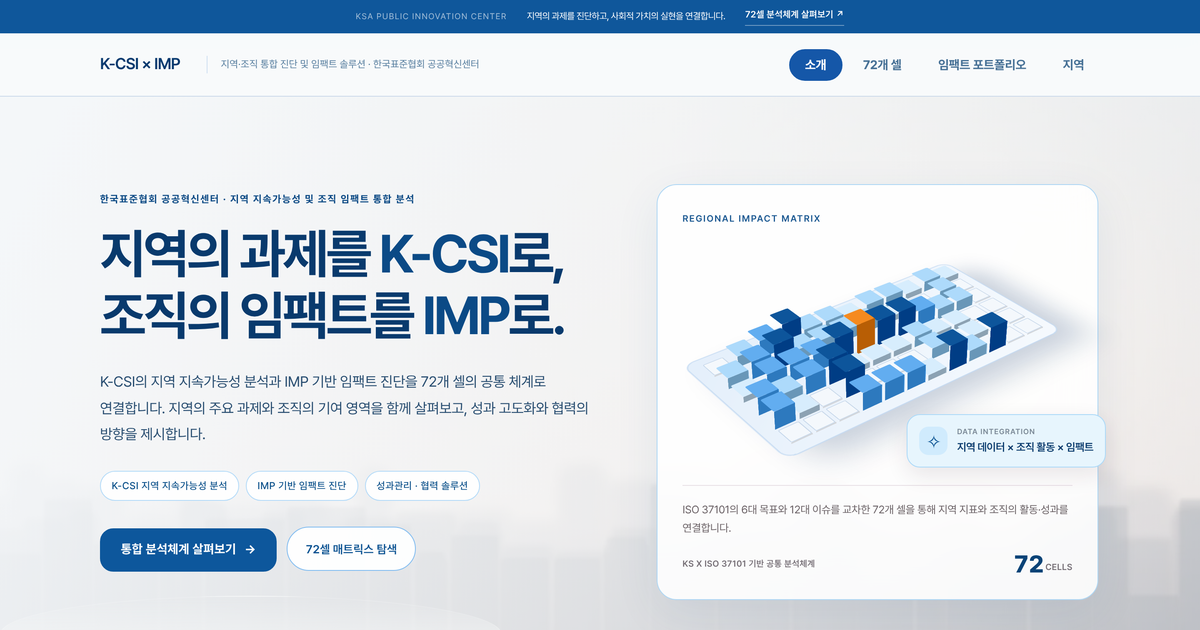 KSA PUBLIC INNOVATION CENTER
지역의 과제를 진단하고, 사회적 가치의 실현을 연결합니다.
72셀 분석체계 살펴보기 ↗
K-CSI × IMP
지역·조직 통합 진단 및 임팩트 솔루션 · 한국표준협회 공공혁신센터
소개
72개 셀
임팩트 포트폴리오
지역
한국표준협회 공공혁신센터 · 지역 지속가능성 및 조직 임팩트 통합 분석
지역의 과제를 K-CSI로,
조직의 임팩트를 IMP로.
K-CSI의 지역 지속가능성 분석과 IMP 기반 임팩트 진단을 72개 셀의 공통 체계로
연결합니다. 지역의 주요 과제와 조직의 기여 영역을 함께 살펴보고, 성과 고도화와 협력의
방향을 제시합니다.
K-CSI 지역 지속가능성 분석
IMP 기반 임팩트 진단
성과관리 · 협력 솔루션
통합 분석체계 살펴보기 →
72셀 매트릭스 탐색
REGIONAL IMPACT MATRIX
DATA INTEGRATION
지역 데이터 × 조직 활동 × 임팩트
ISO 37101의 6대 목표와 12대 이슈를 교차한 72개 셀을 통해 지역 지표와 조직의 활동·성과를
연결합니다.
KS X ISO 37101 기반 공통 분석체계
72 CELLS